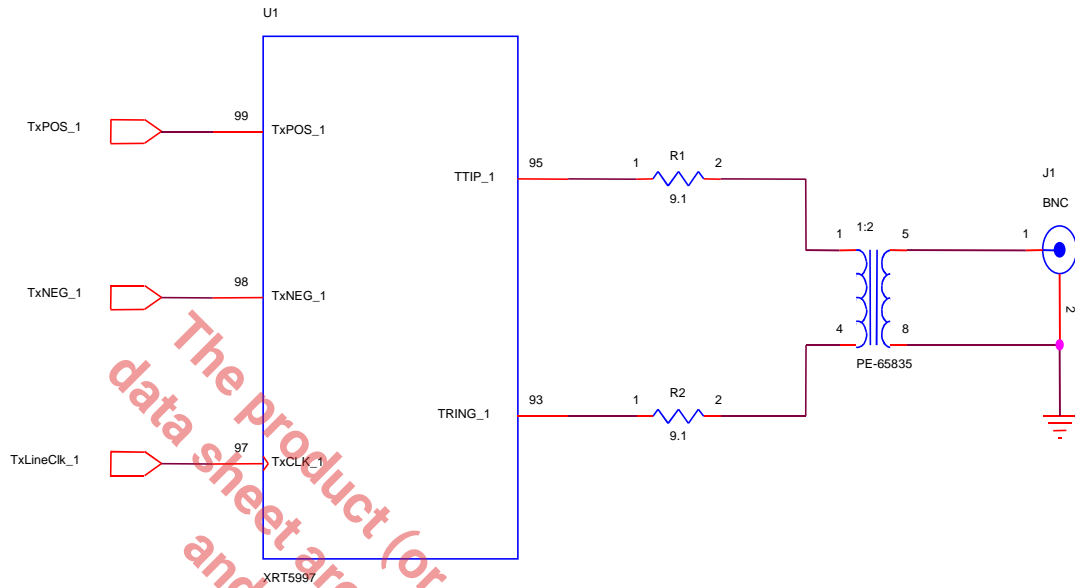 U1
TxPOS_1
99
TxPOS_1
TTIP_1
95
1
R1
2
9.1
J1
BNC
1
1:2
5
1
TxNEG_1
98
TxNEG_1
2
4
8
PE-65835
TRING_1
93
1
R2
2
9.1
TxLineClk_1
97
TxCLK_1
XRT5997
The product (or
data sheet are
and